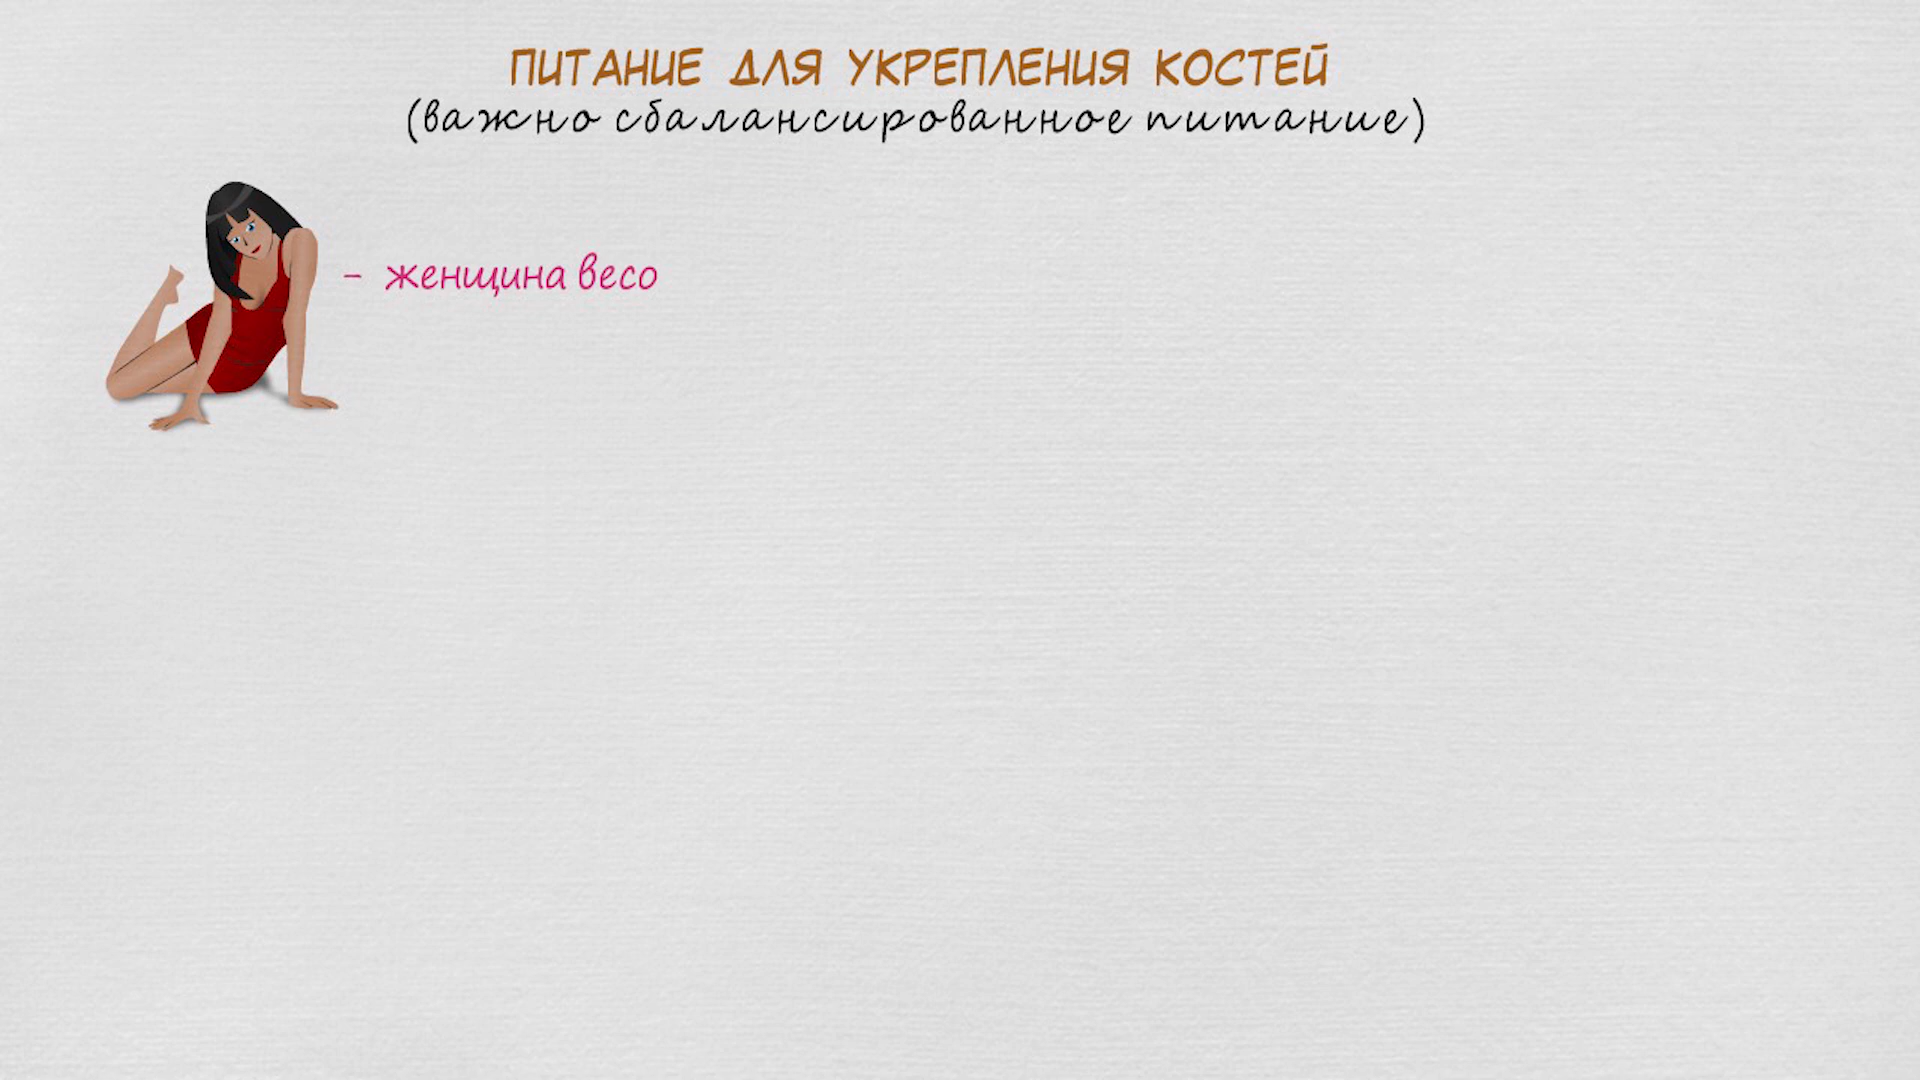 ПИТАНИЕ ДЛЯ УКРЕПЛЕНИЯ КОСТЕЙ
(важно сбалансированное питание)
- женщина весо